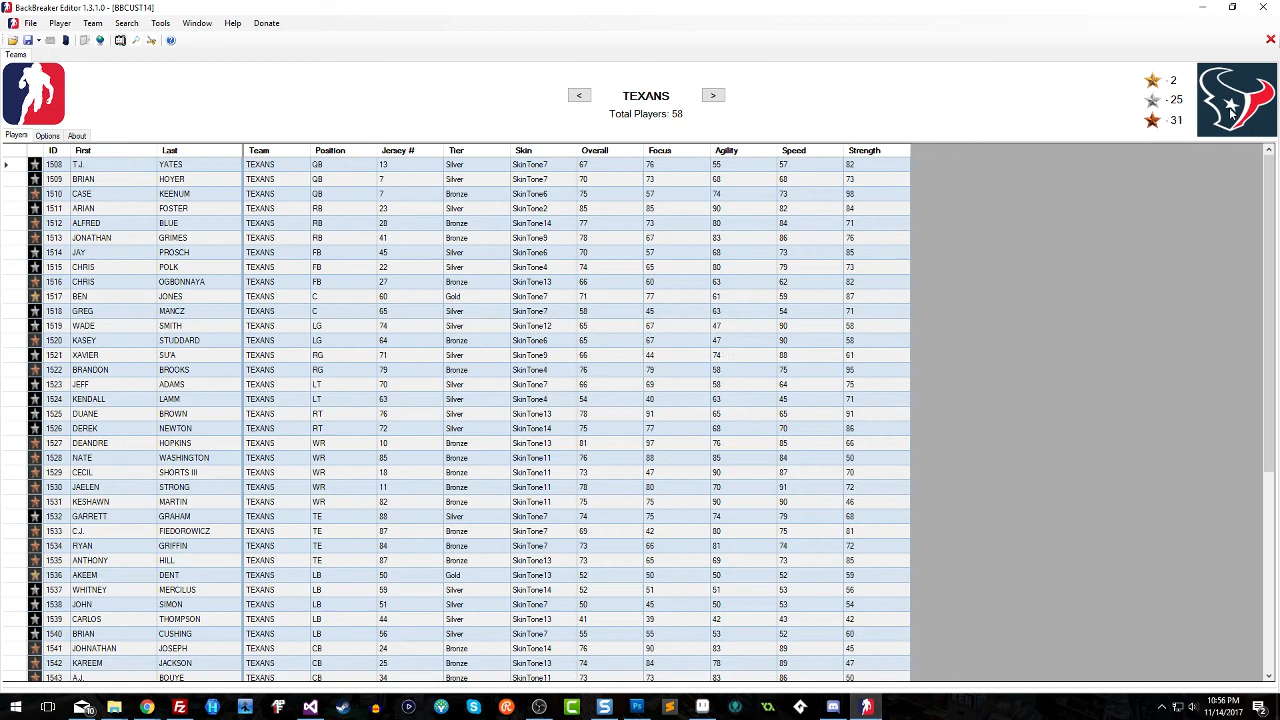 BackBreaker Editor 1.3.1.0 - [BBCUST14]
File Player Team Search Tools Window Help Donate
Teams
< TEXANS >
Total Players: 58
· 2
· 25
· 31
Players Options About
ID First Last Team Position Jersey # Tier Skin Overall Focus Agility Speed Strength
1508 T.J. YATES TEXANS QB 13 Silver SkinTone7 67 76 55 57 82
1509 BRIAN HOYER TEXANS QB 7 Silver SkinTone7 70 73 68 68 73
1510 CASE KEENUM TEXANS QB 7 Bronze SkinTone6 75 57 74 73 98
1511 ARIAN FOSTER TEXANS RB 23 Silver SkinTone2 85 85 90 82 84
1512 ALFRED BLUE TEXANS RB 28 Bronze SkinTone14 77 73 80 84 71
1513 JONATHAN GRIMES TEXANS RB 41 Bronze SkinTone9 78 67 83 86 76
1514 JAY PROSCH TEXANS FB 45 Silver SkinTone6 70 57 68 73 85
1515 CHRIS POLK TEXANS FB 22 Silver SkinTone4 74 65 80 79 73
1516 CHRIS OGBONNAYA TEXANS FB 27 Bronze SkinTone13 66 60 63 62 82
1517 BEN JONES TEXANS C 60 Gold SkinTone7 71 77 61 59 87
1518 GREG MANCZ TEXANS C 65 Silver SkinTone7 58 45 63 54 71
1519 WADE SMITH TEXANS LG 74 Silver SkinTone12 65 67 47 90 58
1520 KASEY STUDDARD TEXANS LG 64 Bronze SkinTone6 65 67 47 90 58
1521 XAVIER SU'A TEXANS RG 71 Silver SkinTone9 66 44 74 88 61
1522 BRANDON BROOKS TEXANS RG 79 Bronze SkinTone4 76 79 58 75 95
1523 JEFF ADAMS TEXANS LT 70 Silver SkinTone7 66 69 58 64 75
1524 KENDALL LAMM TEXANS LT 63 Silver SkinTone4 54 40 63 45 71
1525 DUANE BROWN TEXANS RT 76 Silver SkinTone13 78 91 65 65 91
1526 DEREK NEWTON TEXANS RT 72 Silver SkinTone14 75 77 68 70 86
1527 DEANDRE HOPKINS TEXANS WR 10 Bronze SkinTone13 81 97 76 85 66
1528 NATE WASHINGTON TEXANS WR 85 Bronze SkinTone11 76 88 85 84 50
1529 CECIL SHORTS III TEXANS WR 18 Bronze SkinTone11 73 47 90 87 70
1530 JAELEN STRONG TEXANS WR 11 Bronze SkinTone11 78 80 70 91 72
1531 KESHAWN MARTIN TEXANS WR 82 Bronze SkinTone11 75 75 90 90 46
1532 GARRETT GRAHAM TEXANS TE 88 Silver SkinTone7 74 75 74 79 68
1533 C.J. FIEDOROWICZ TEXANS TE 87 Bronze SkinTone7 69 42 80 75 81
1534 RYAN GRIFFIN TEXANS TE 84 Bronze SkinTone7 73 66 81 74 72
1535 ANTHONY HILL TEXANS TE 87 Bronze SkinTone13 73 65 69 73 85
1536 AKEEM DENT TEXANS LB 50 Gold SkinTone13 52 50 50 52 59
1537 WHITNEY MERCILUS TEXANS LB 59 Silver SkinTone14 52 51 51 53 56
1538 JOHN SIMON TEXANS LB 51 Silver SkinTone7 50 45 50 53 54
1539 CARLOS THOMPSON TEXANS LB 44 Silver SkinTone13 41 39 42 43 42
1540 BRIAN CUSHING TEXANS LB 56 Silver SkinTone7 55 55 53 52 60
1541 JOHNATHAN JOSEPH TEXANS CB 24 Bronze SkinTone14 76 90 83 89 45
1542 KAREEM JACKSON TEXANS CB 25 Bronze SkinTone13 74 84 78 89 47
1543 A.J. BOUYE TEXANS CB 34 Bronze SkinTone13 73 73 83 86 50
10:56 PM
11/14/2017